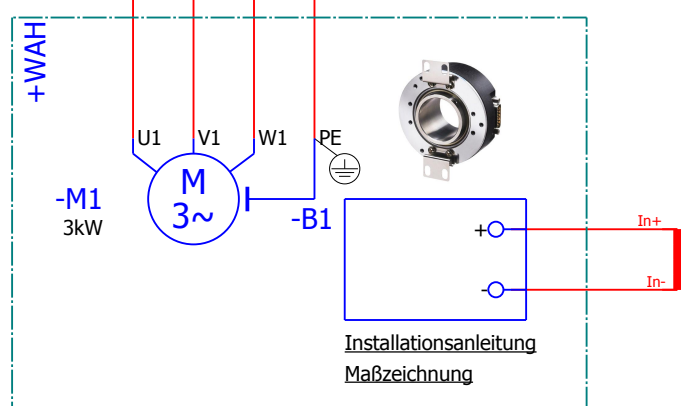 +WAH
U1 V1 W1 PE
-M1
3kW
M
3~
-B1
+
In+
-
In-
Installationsanleitung
Maßzeichnung